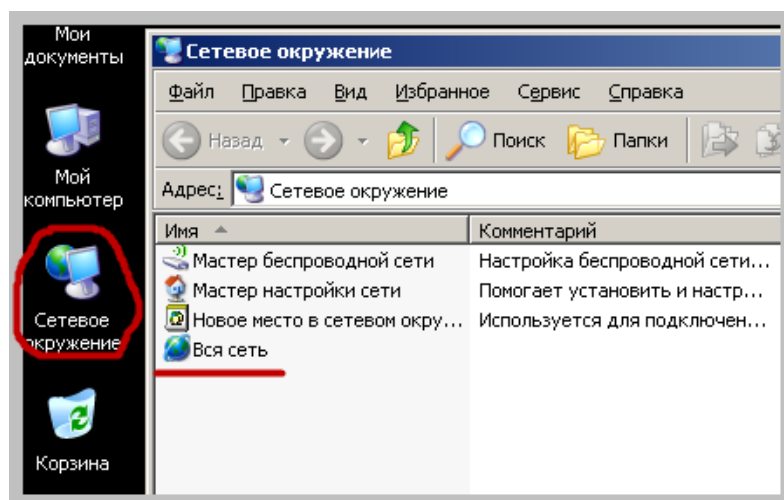 Мои
документы
Мой
компьютер
Сетевое
окружение
Корзина
Сетевое окружение
Файл Правка Вид Избранное Сервис Справка
Назад Поиск Папки
Адрес: Сетевое окружение
Имя Комментарий
Мастер беспроводной сети Настройка беспроводной сети...
Мастер настройки сети Помогает установить и настр...
Новое место в сетевом окру... Используется для подключен...
Вся сеть